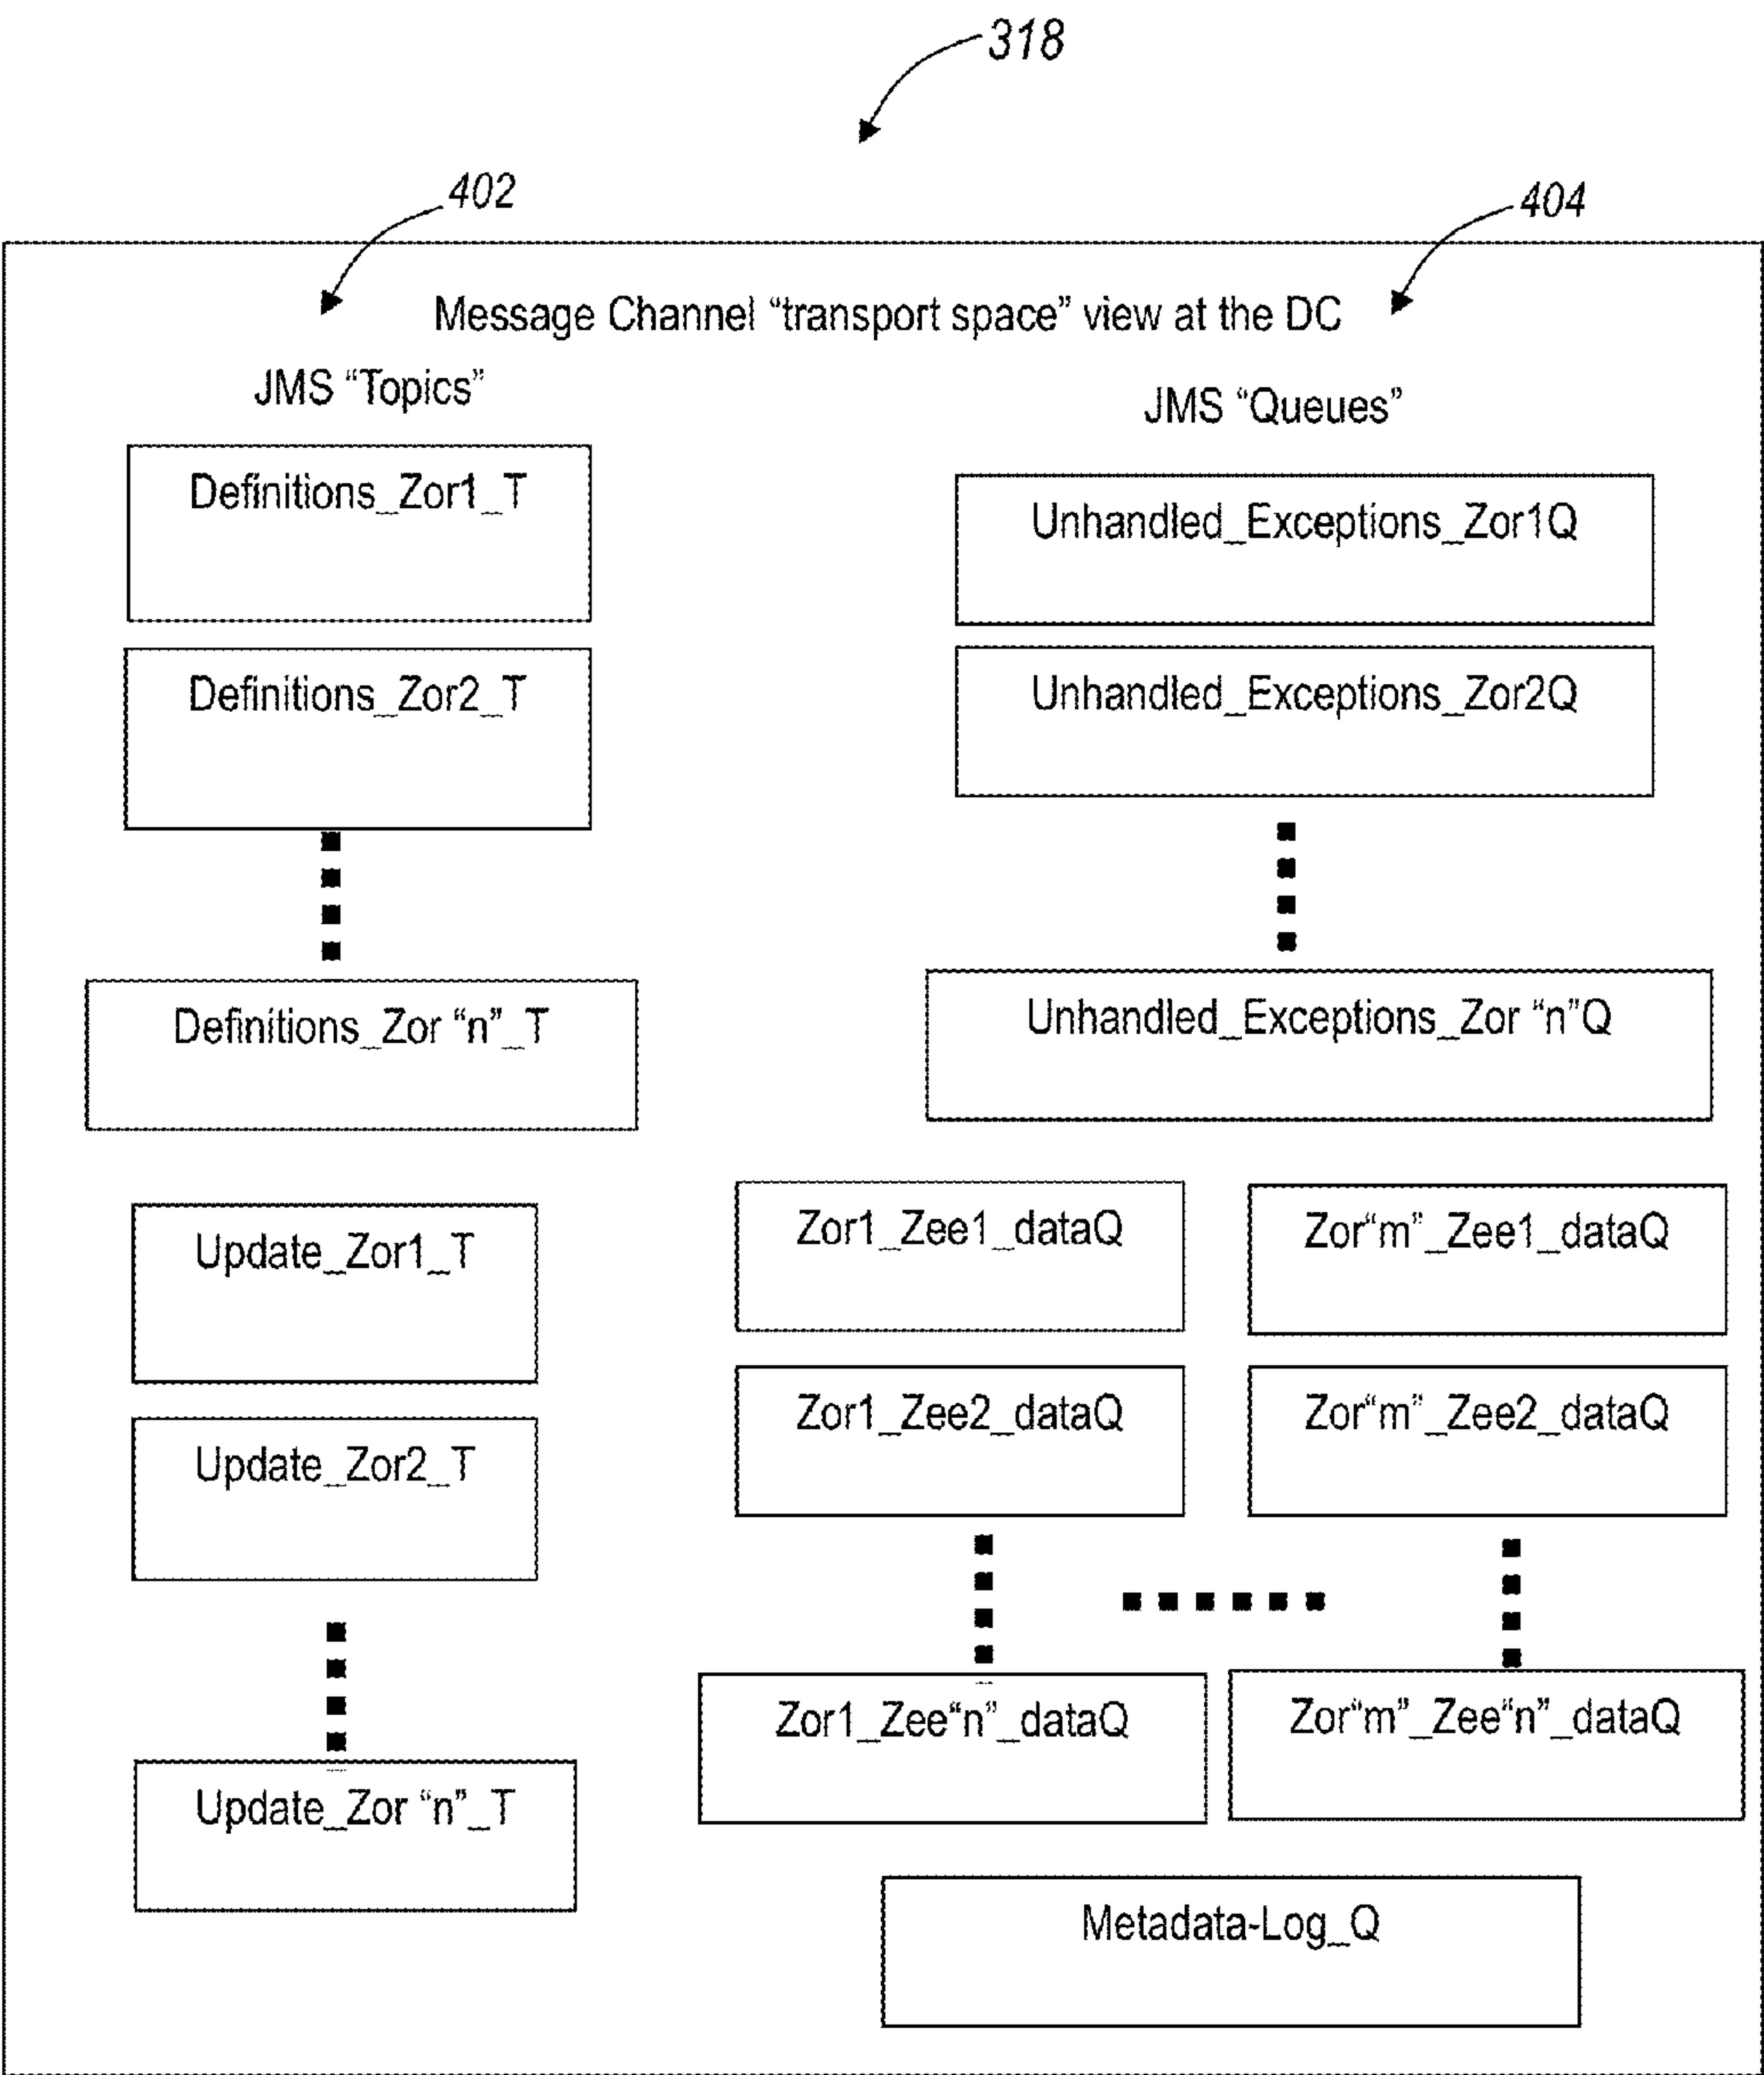 318
402
404
Message Channel “transport space” view at the DC
JMS “Topics”
JMS “Queues”
Definitions_Zor1_T
Definitions_Zor2_T
Definitions_Zor “n”_T
Update_Zor1_T
Update_Zor2_T
Update_Zor “n”_T
Unhandled_Exceptions_Zor1Q
Unhandled_Exceptions_Zor2Q
Unhandled_Exceptions_Zor “n”Q
Zor1_Zee1_dataQ
Zor“m”_Zee1_dataQ
Zor1_Zee2_dataQ
Zor“m”_Zee2_dataQ
Zor1_Zee“n”_dataQ
Zor“m”_Zee“n”_dataQ
Metadata-Log_Q